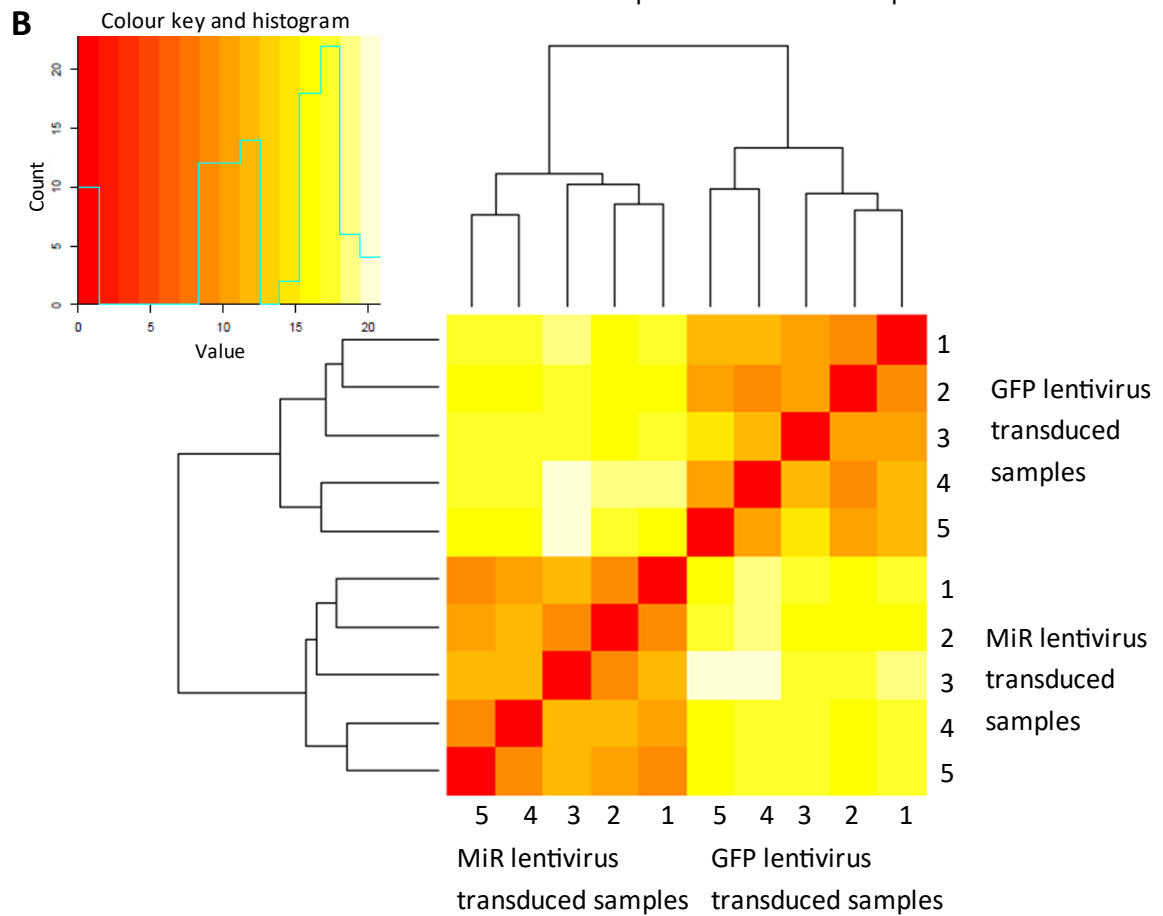 B
Colour key and histogram
20
15
10
5
0
Count
0 5 10 15 20
Value
1
2
3
4
5
GFP lentivirus
transduced
samples
1
2
3
4
5
MiR lentivirus
transduced
samples
5 4 3 2 1 5 4 3 2 1
MiR lentivirus
transduced samples
GFP lentivirus
transduced samples